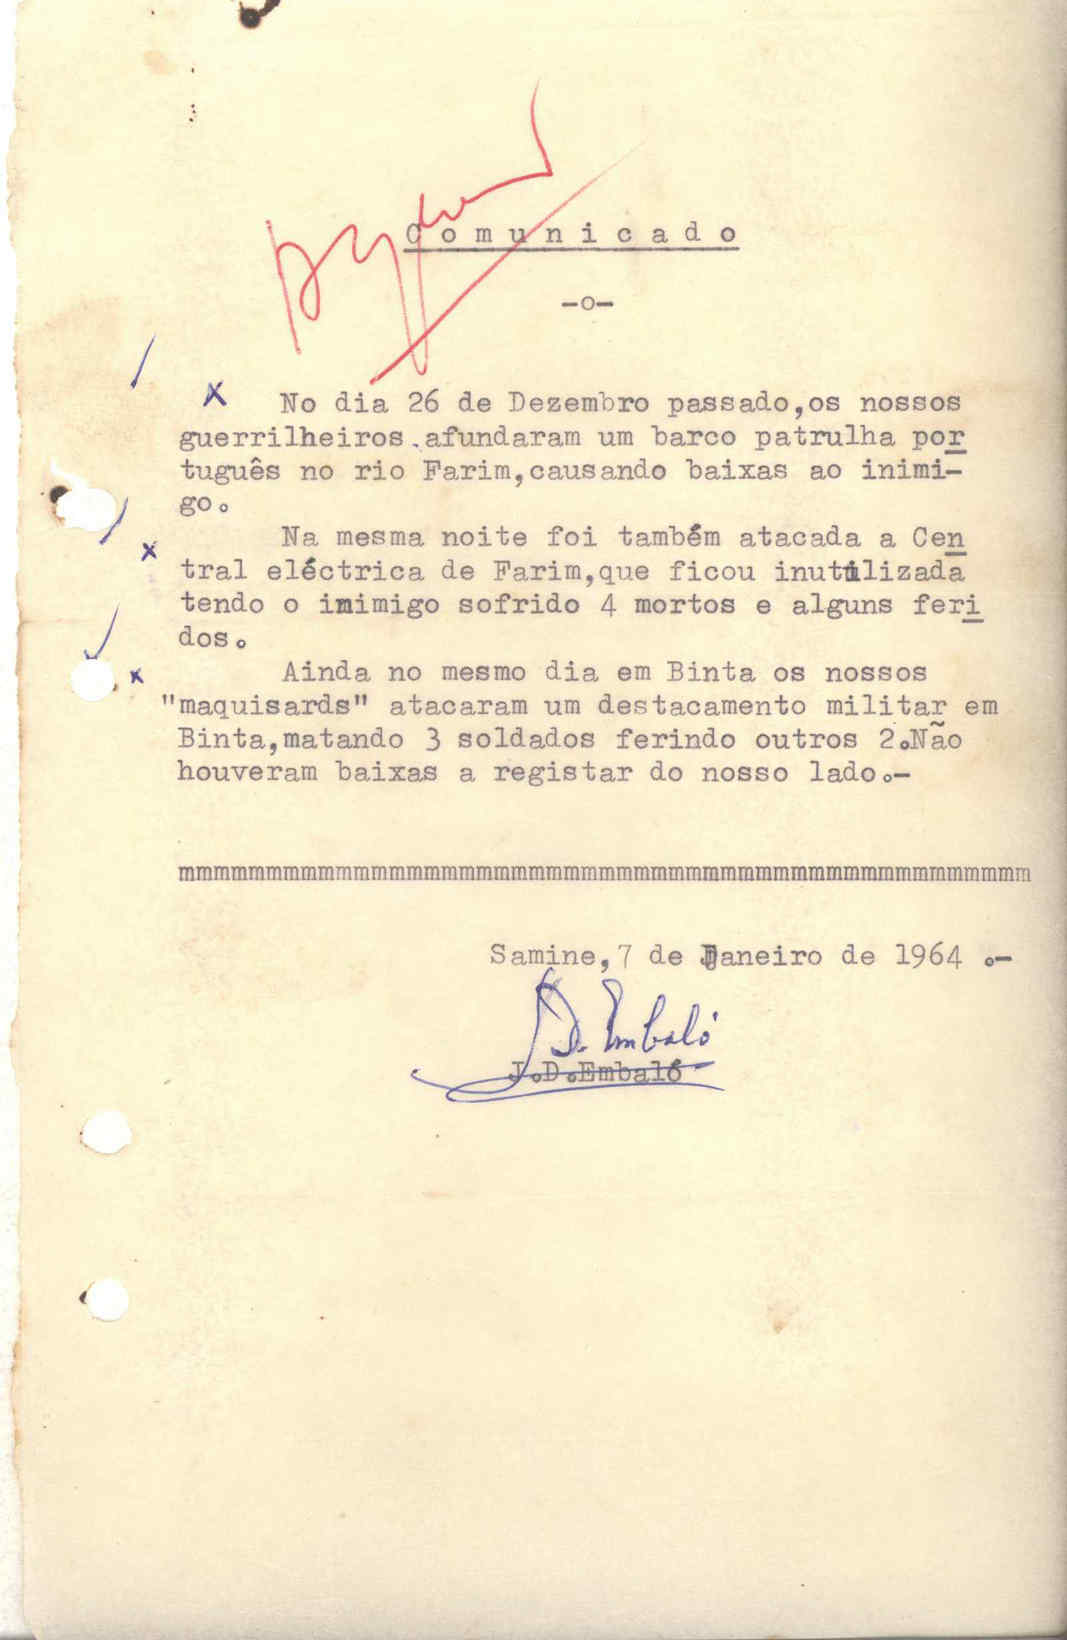 Comunicado
-o-
No dia 26 de Dezembro passado,os nossos
guerrilheiros afundaram um barco patrulha por
tuguês no rio Farim,causando baixas ao inimi-
go.
Na mesma noite foi também atacada a Cen
tral eléctrica de Farim,que ficou inutilizada
tendo o inimigo sofrido 4 mortos e alguns feri
dos.
Ainda no mesmo dia em Binta os nossos
"maquisards" atacaram um destacamento militar em
Binta,matando 3 soldados ferindo outros 2.Não
houveram baixas a registar do nosso lado.-
mmmmmmmmmmmmmmmmmmmmmmmmmmmmmmmmmmmmmmmmmmmmmmmmm
Samine,7 de Janeiro de 1964 .-
JD. Embaló
J.D.Embaló